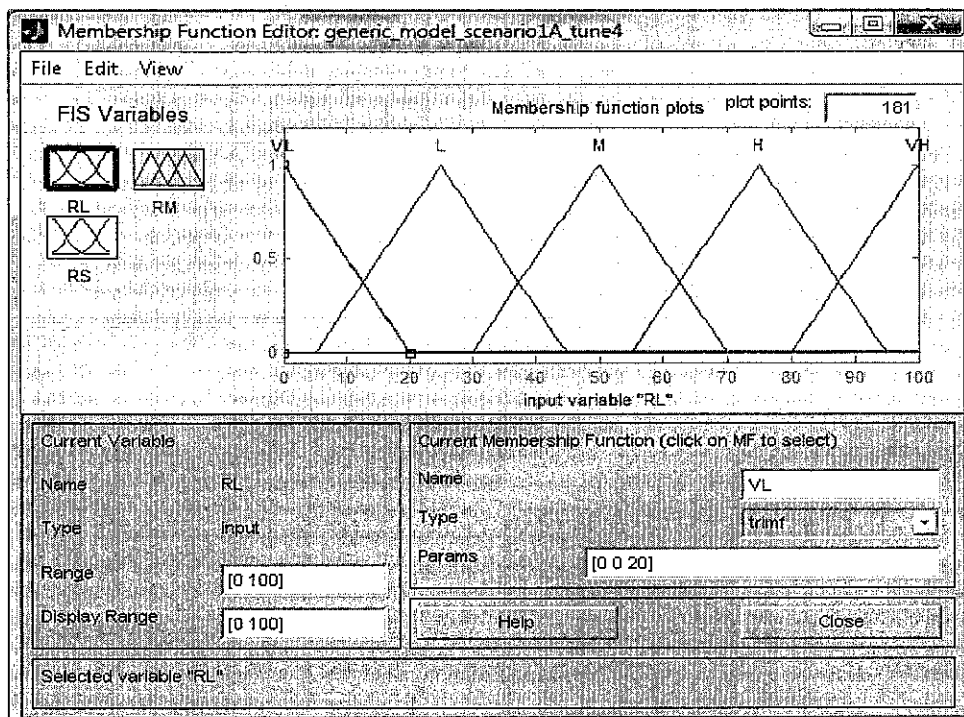 Membership Function Editor: generic_model_scenario1A_tune4
File Edit View
FIS Variables
RL
RM
RS
Membership function plots
plot points:
181
VL L M H VH
1
0.5
0
0 10 20 30 40 50 60 70 80 90 100
input variable "RL"
Current Variable
Name RL
Type input
Range [0 100]
Display Range [0 100]
Current Membership Function (click on MF to select)
Name VL
Type trimf
Params [0 0 20]
Help Close
Selected variable "RL"